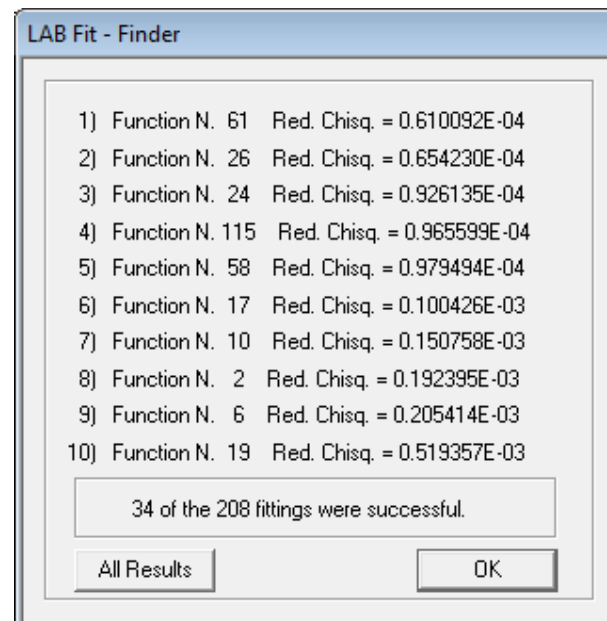 LAB Fit - Finder
1) Function N. 61 Red. Chisq. = 0.610092E-04
2) Function N. 26 Red. Chisq. = 0.654230E-04
3) Function N. 24 Red. Chisq. = 0.926135E-04
4) Function N. 115 Red. Chisq. = 0.965599E-04
5) Function N. 58 Red. Chisq. = 0.979494E-04
6) Function N. 17 Red. Chisq. = 0.100426E-03
7) Function N. 10 Red. Chisq. = 0.150758E-03
8) Function N. 2 Red. Chisq. = 0.192395E-03
9) Function N. 6 Red. Chisq. = 0.205414E-03
10) Function N. 19 Red. Chisq. = 0.519357E-03
34 of the 208 fittings were successful.
All Results OK